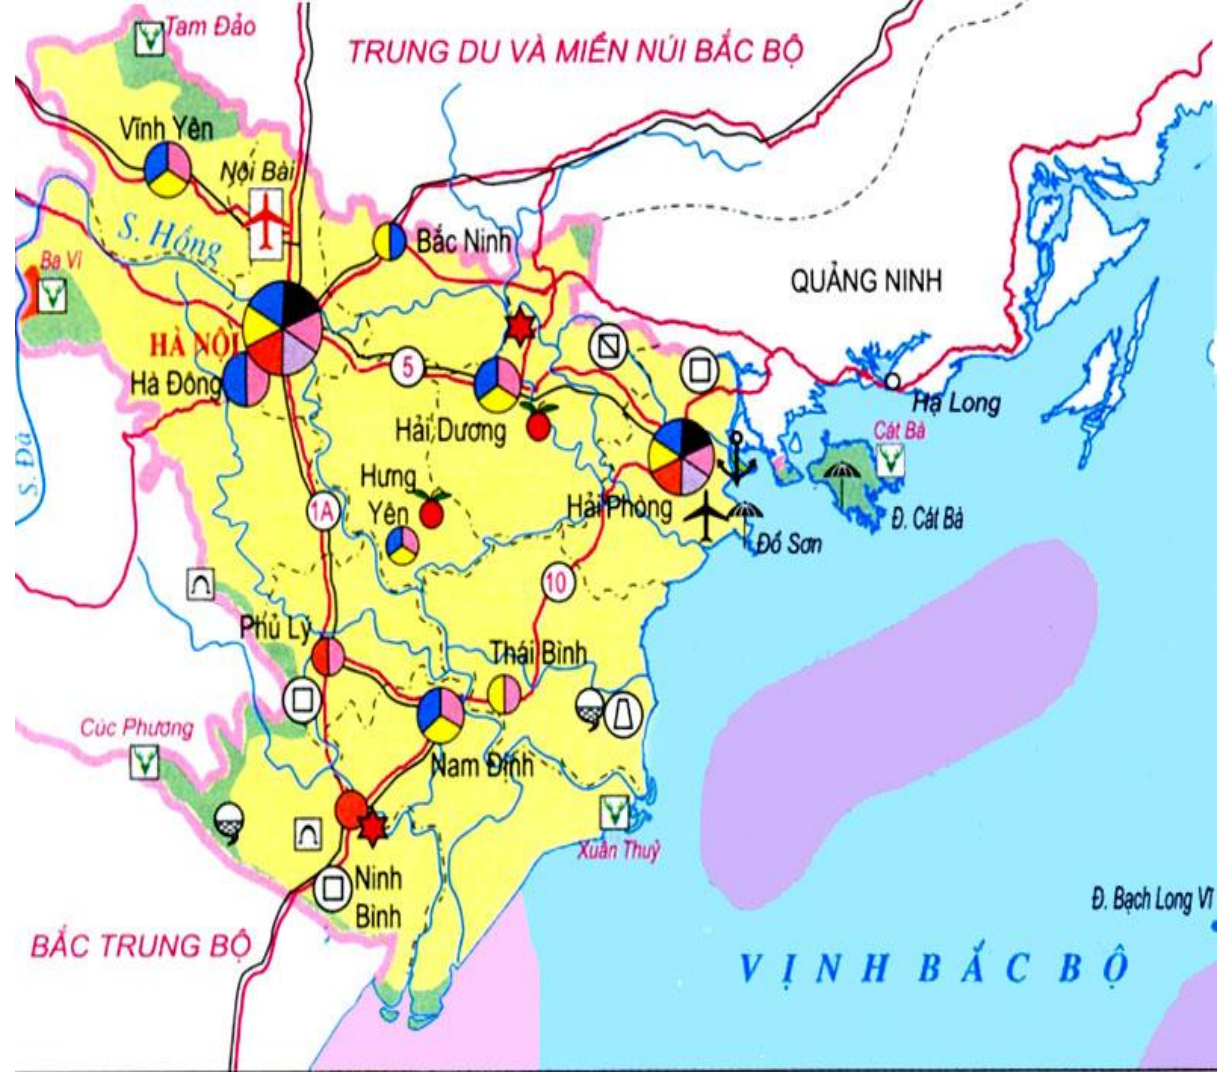 Tam Đảo
TRUNG DU VÀ MIỀN NÚI BẮC BỘ
Vĩnh Yên
Nội Bài
S. Hồng
Bắc Ninh
Ba Vì
QUẢNG NINH
HÀ NỘI
Hà Đông
5
Hạ Long
Hải Dương
Cát Bà
S. Đà
Hưng
Yên
1A
Hải Phòng
Đ. Cát Bà
Đồ Sơn
10
Phủ Lý
Thái Bình
Cúc Phương
Nam Định
Xuân Thuỷ
Ninh
Bình
Đ. Bạch Long Vĩ
BẮC TRUNG BỘ
VỊNH BẮC BỘ